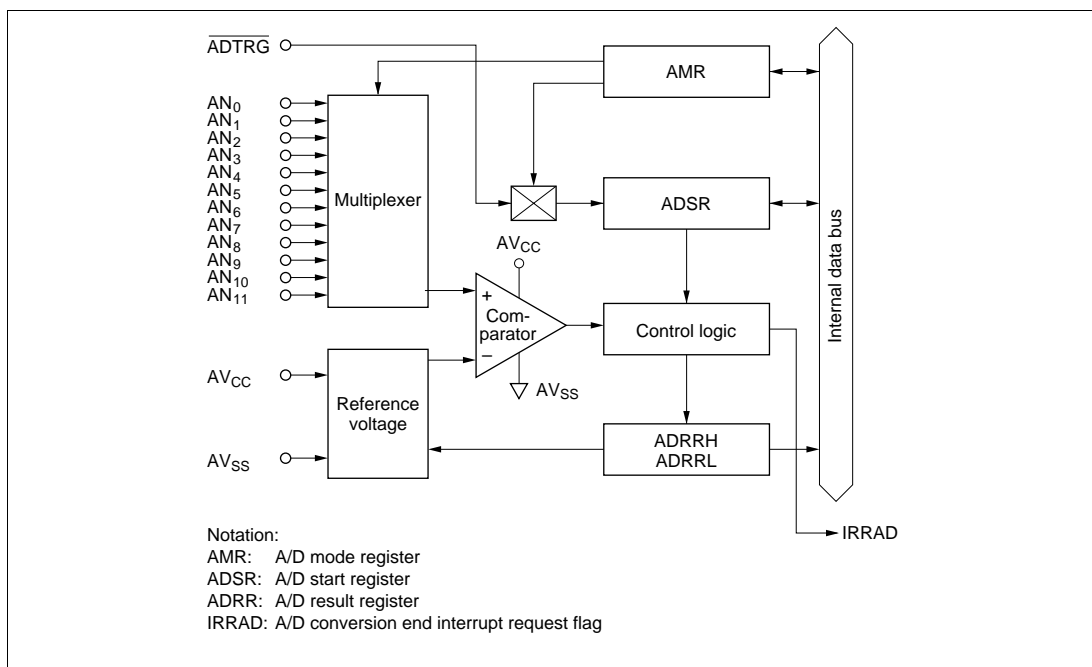 ADTRG
AMR
AN0
AN1
AN2
AN3
AN4
AN5
AN6
AN7
AN8
AN9
AN10
AN11
Multiplexer
ADSR
Internal data bus
AVCC
+
Com-
parator
−
AVSS
Control logic
AVCC
AVSS
Reference
voltage
ADRRH
ADRRL
IRRAD
Notation:
AMR: A/D mode register
ADSR: A/D start register
ADRR: A/D result register
IRRAD: A/D conversion end interrupt request flag